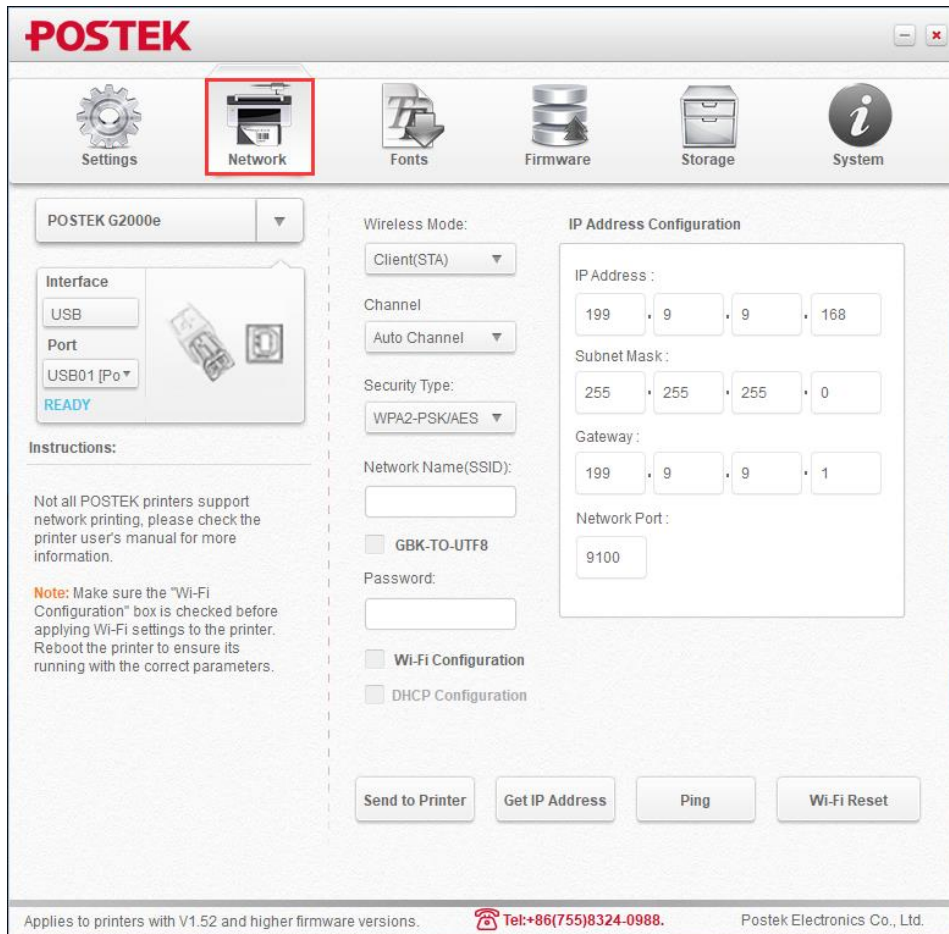 POSTEK
Settings
Network
Fonts
Firmware
Storage
System
POSTEK G2000e
Interface
USB
Port
USB01 [Po
READY
Instructions:
Not all POSTEK printers support
network printing, please check the
printer user's manual for more
information.
Note: Make sure the "Wi-Fi
Configuration" box is checked before
applying Wi-Fi settings to the printer.
Reboot the printer to ensure its
running with the correct parameters.
Wireless Mode:
Client(STA)
Channel
Auto Channel
Security Type:
WPA2-PSK/AES
Network Name(SSID):
GBK-TO-UTF8
Password:
Wi-Fi Configuration
DHCP Configuration
IP Address Configuration
IP Address :
199 . 9 . 9 . 168
Subnet Mask :
255 . 255 . 255 . 0
Gateway :
199 . 9 . 9 . 1
Network Port :
9100
Send to Printer
Get IP Address
Ping
Wi-Fi Reset
Applies to printers with V1.52 and higher firmware versions.
Tel:+86(755)8324-0988.
Postek Electronics Co., Ltd.